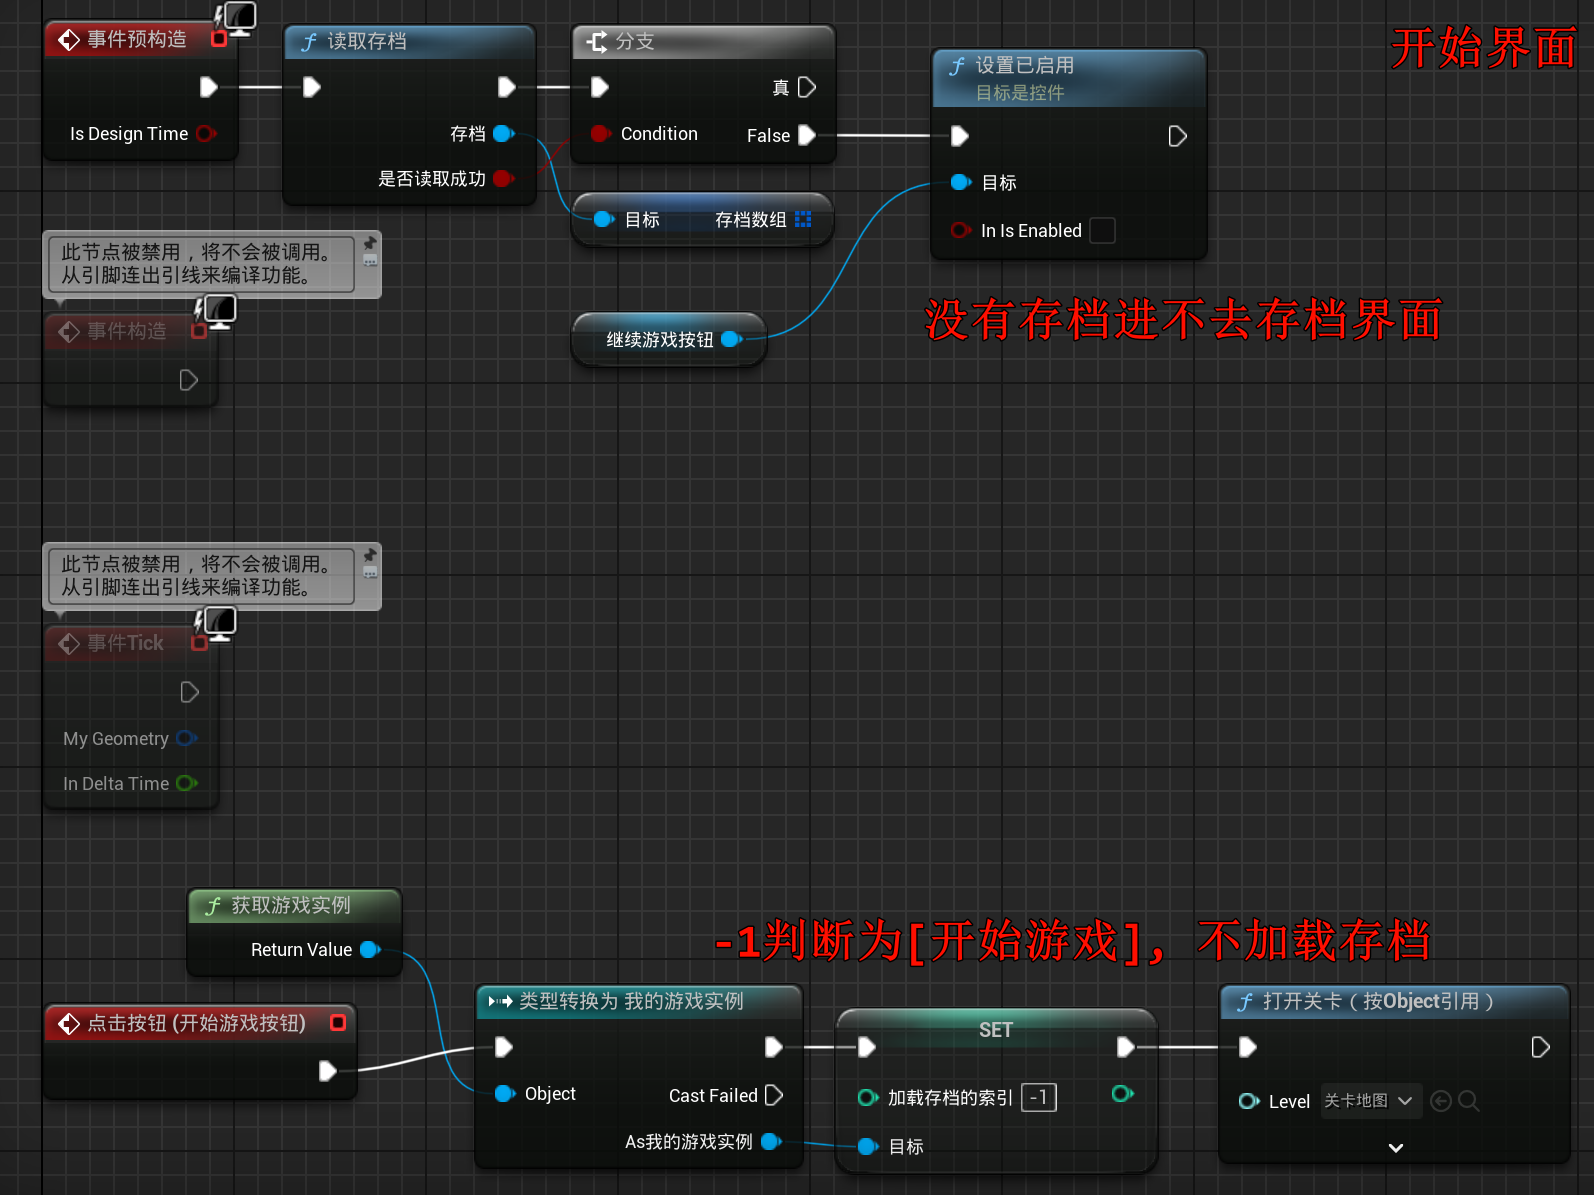 事件预构造
Is Design Time
读取存档
存档
是否读取成功
分支
真
Condition
False
设置已启用
目标是控件
目标
In Is Enabled
开始界面
目标
存档数组
继续游戏按钮
没有存档进不去存档界面
此节点被禁用，将不会被调用。
从引脚连出引线来编译功能。
事件构造
此节点被禁用，将不会被调用。
从引脚连出引线来编译功能。
事件Tick
My Geometry
In Delta Time
获取游戏实例
Return Value
-1判断为[开始游戏]，不加载存档
点击按钮 (开始游戏按钮)
类型转换为 我的游戏实例
Object
Cast Failed
As我的游戏实例
SET
加载存档的索引 -1
目标
打开关卡（按Object引用）
Level 关卡地图